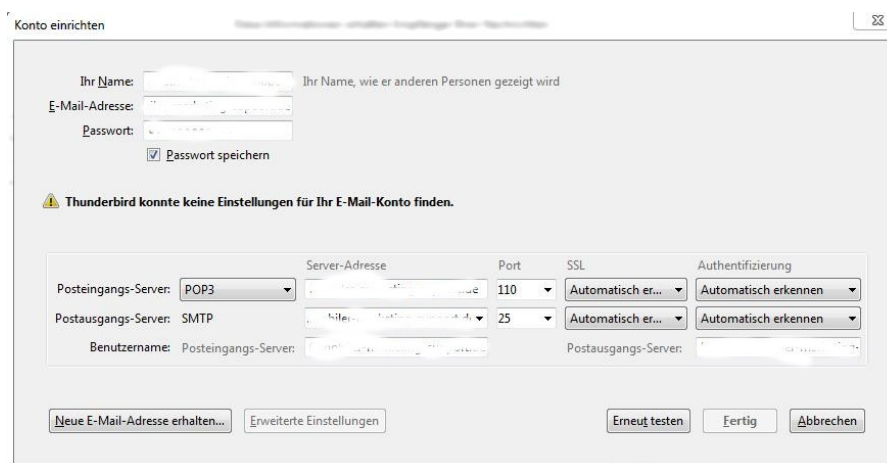 Konto einrichten
Ihr Name: Ihr Name, wie er anderen Personen gezeigt wird
E-Mail-Adresse:
Passwort:
Passwort speichern
Thunderbird konnte keine Einstellungen für Ihr E-Mail-Konto finden.
Server-Adresse Port SSL Authentifizierung
Posteingangs-Server: POP3 110 Automatisch er... Automatisch erkennen
Postausgangs-Server: SMTP 25 Automatisch er... Automatisch erkennen
Benutzername: Posteingangs-Server: Postausgangs-Server:
Neue E-Mail-Adresse erhalten... Erweiterte Einstellungen Erneut testen Fertig Abbrechen